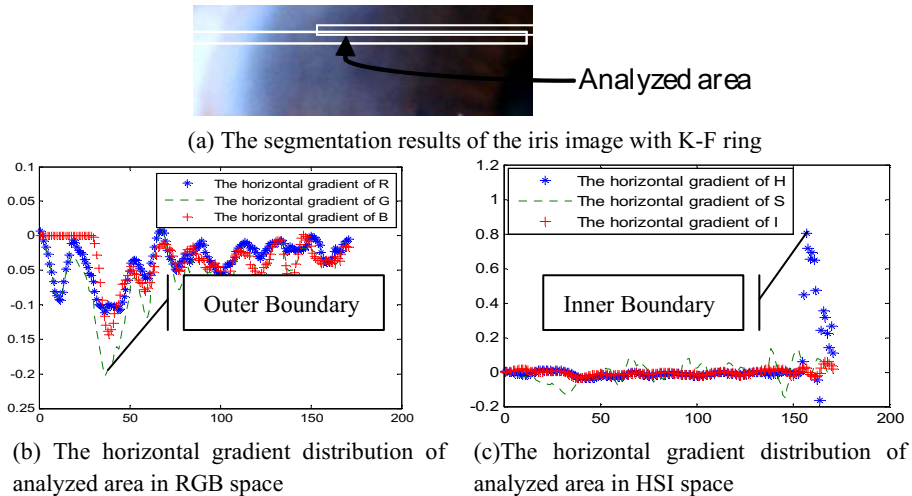 Analyzed area
(a) The segmentation results of the iris image with K-F ring
0.1
0.05
0
0.05
-0.1
0.15
-0.2
0.25
0
50
100
150
200
The horizontal gradient of R
The horizontal gradient of G
The horizontal gradient of B
Outer Boundary
1.2
1
0.8
0.6
0.4
0.2
0
-0.2
0
50
100
150
200
The horizontal gradient of H
The horizontal gradient of S
The horizontal gradient of I
Inner Boundary
(b) The horizontal gradient distribution of
analyzed area in RGB space
(c)The horizontal gradient distribution of
analyzed area in HSI space